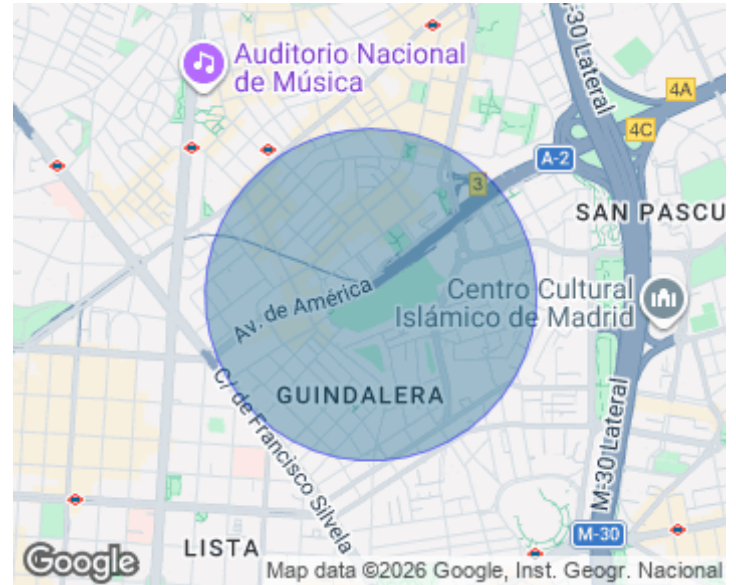 Auditorio Nacional
de Música
M-30 Lateral
4A
4C
A-2
3
SAN PASCU
Centro Cultural
Islámico de Madrid
Av. de América
GUINDALERA
C/ de Francisco Silvela
M-30 Lateral
M-30
LISTA
Google
Map data ©2026 Google, Inst. Geogr. Nacional